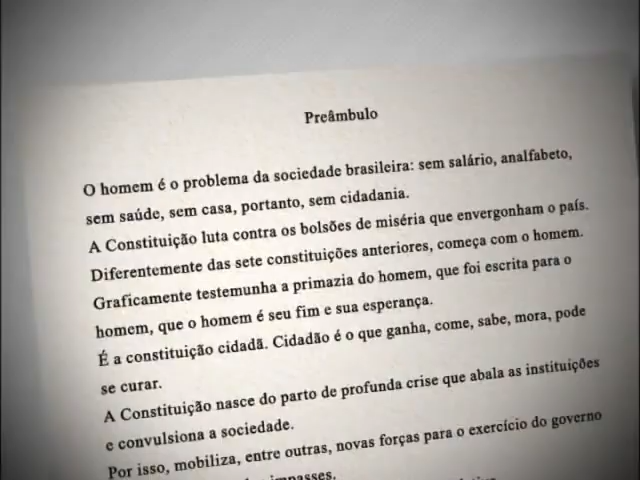 Preâmbulo
O homem é o problema da sociedade brasileira: sem salário, analfabeto,
sem saúde, sem casa, portanto, sem cidadania.
A Constituição luta contra os bolsões de miséria que envergonham o país.
Diferentemente das sete constituições anteriores, começa com o homem.
Graficamente testemunha a primazia do homem, que foi escrita para o
homem, que o homem é seu fim e sua esperança.
É a constituição cidadã. Cidadão é o que ganha, come, sabe, mora, pode
se curar.
A Constituição nasce do parto de profunda crise que abala as instituições
e convulsiona a sociedade.
Por isso, mobiliza, entre outras, novas forças para o exercício do governo
impasses.